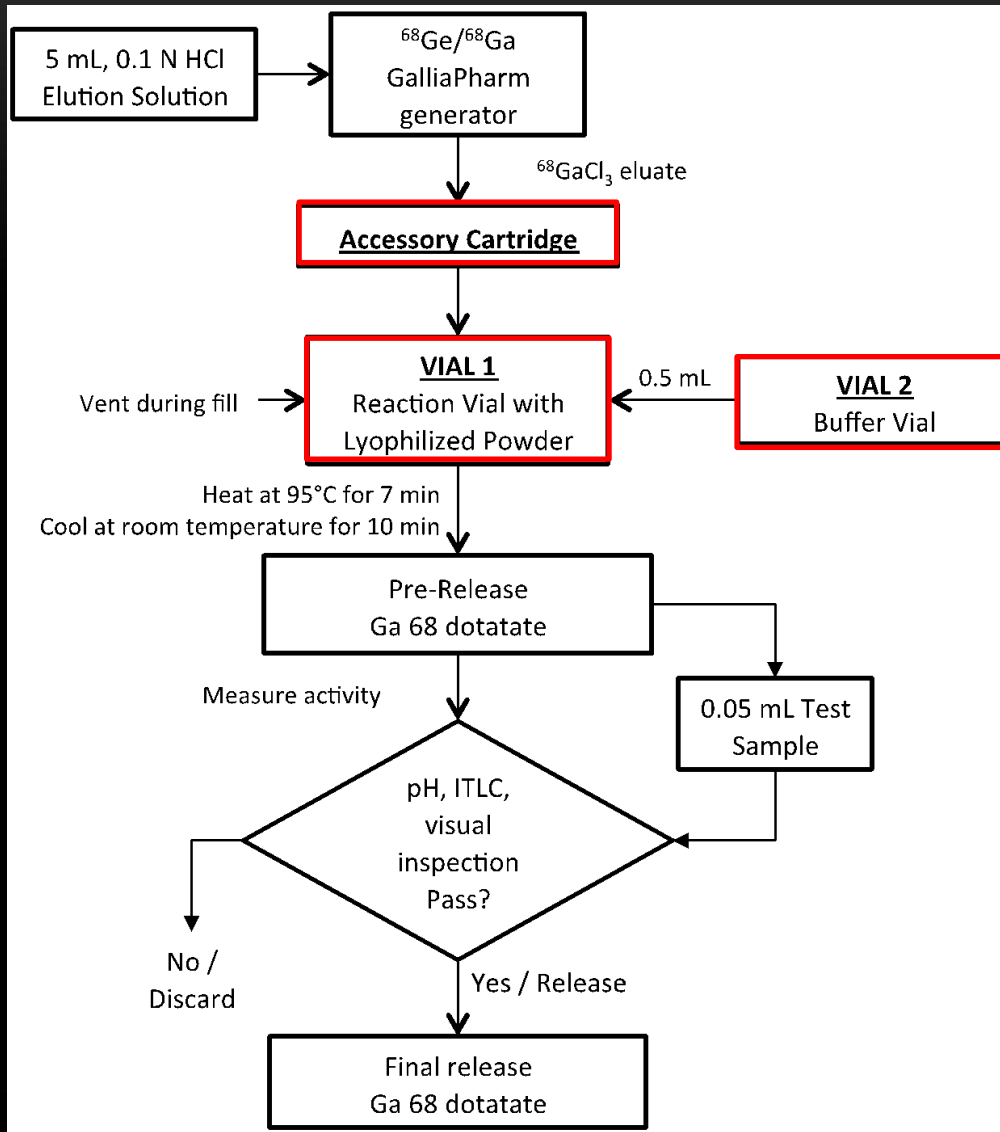 5 mL, 0.1 N HCl
Elution Solution
⁶⁸Ge/⁶⁸Ga
GalliaPharm
generator
⁶⁸GaCl₃ eluate
Accessory Cartridge
VIAL 1
Reaction Vial with
Lyophilized Powder
Vent during fill
0.5 mL
VIAL 2
Buffer Vial
Heat at 95°C for 7 min
Cool at room temperature for 10 min
Pre-Release
Ga 68 dotatate
Measure activity
0.05 mL Test
Sample
pH, ITLC,
visual
inspection
Pass?
No /
Discard
Yes / Release
Final release
Ga 68 dotatate